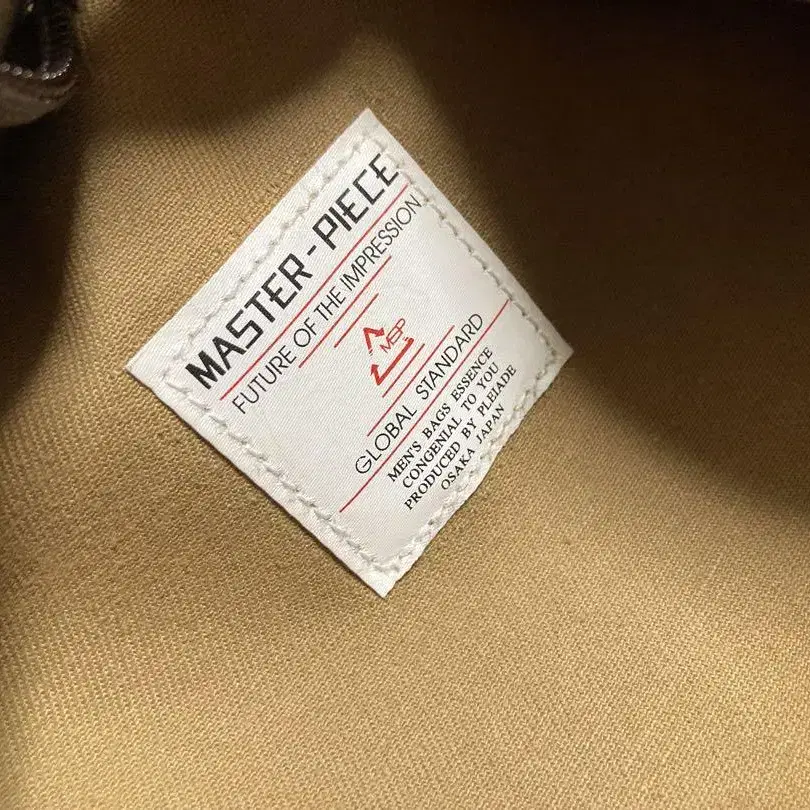 MASTER-PIECE
FUTURE OF THE IMPRESSION
MSP
GLOBAL STANDARD
MEN'S BAGS ESSENCE
CONGENIAL TO YOU
PRODUCED BY PLEIADE
OSAKA JAPAN